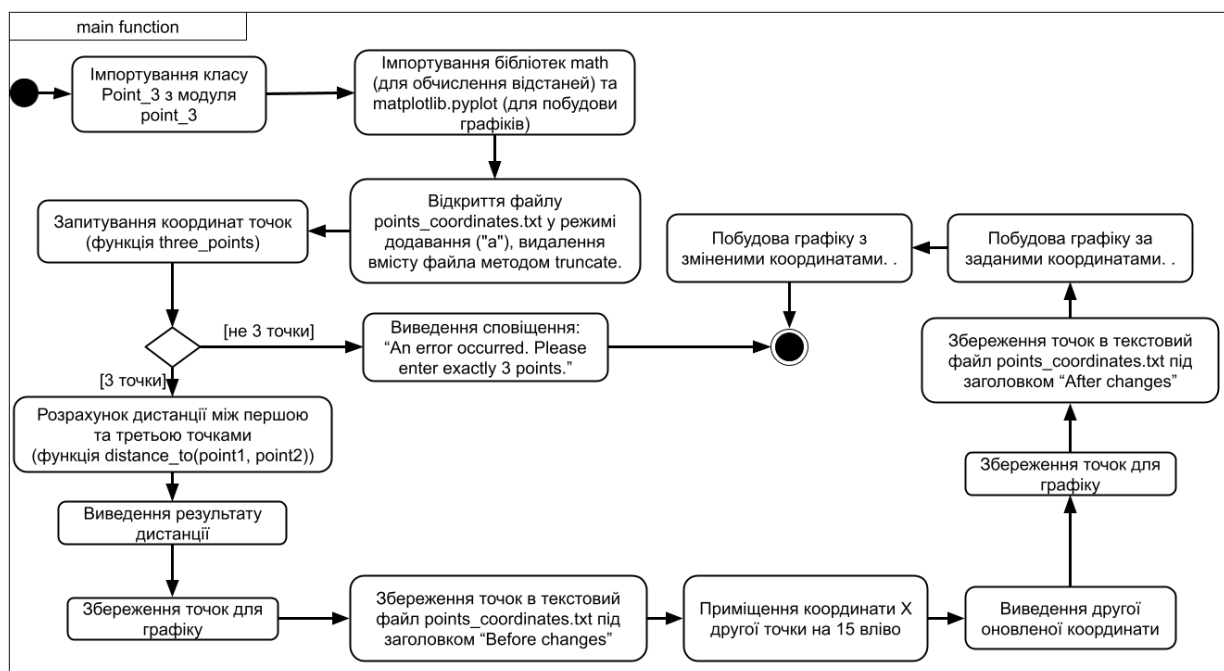 main function
Імпортування класу
Point_3 з модуля
point_3
Імпортування бібліотек math
(для обчислення відстаней) та
matplotlib.pyplot (для побудови
графіків)
Відкриття файлу
points_coordinates.txt у режимі
додавання ("a"), видалення
вмісту файла методом truncate.
Запитування координат точок
(функція three_points)
[не 3 точки]
Виведення сповіщення:
“An error occurred. Please
enter exactly 3 points.”
[3 точки]
Розрахунок дистанції між першою
та третьою точками
(функція distance_to(point1, point2))
Виведення результату
дистанції
Збереження точок для
графіку
Збереження точок в текстовий
файл points_coordinates.txt під
заголовком “Before changes”
Приміщення координати X
другої точки на 15 вліво
Виведення другої
оновленої координати
Збереження точок для
графіку
Збереження точок в текстовий
файл points_coordinates.txt під
заголовком “After changes”
Побудова графіку за
заданими координатами. .
Побудова графіку з
зміненими координатами. .